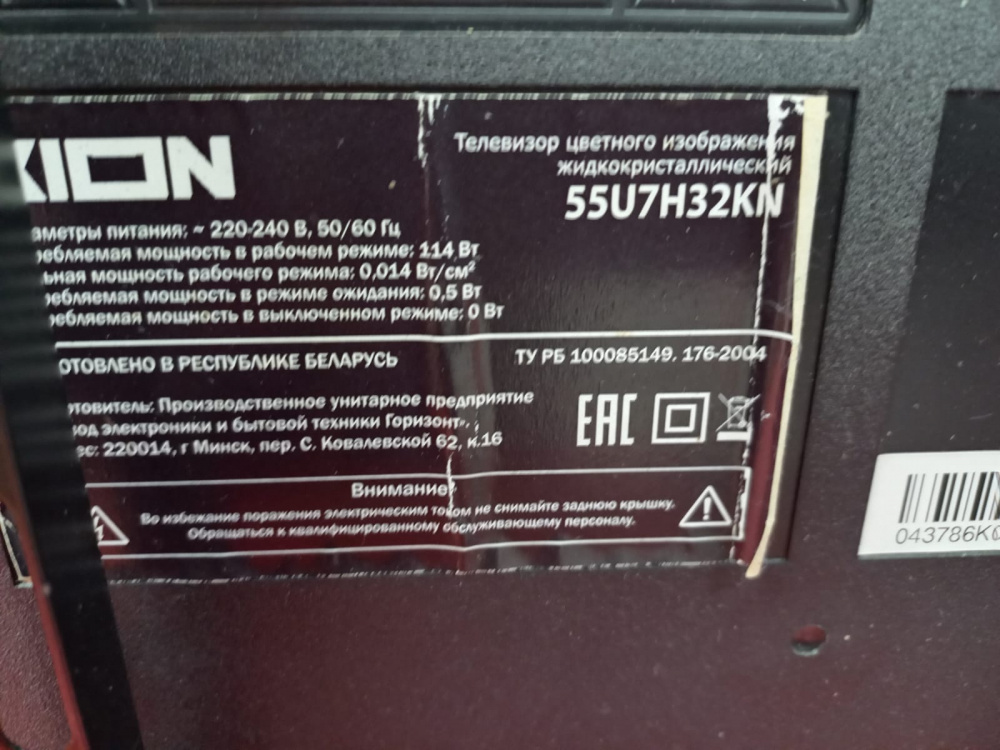 XION
Телевизор цветного изображения
жидкокристаллический
55U7H32KN
аметры питания: ~ 220-240 В, 50/60 Гц
ребляемая мощность в рабочем режиме: 114 Вт
ьная мощность рабочего режима: 0,014 Вт/см²
ребляемая мощность в режиме ожидания: 0,5 Вт
ребляемая мощность в выключенном режиме: 0 Вт
ОТОВЛЕНО В РЕСПУБЛИКЕ БЕЛАРУСЬ
ТУ РБ 100085149. 176-2004
товитель: Производственное унитарное предприятие
од электроники и бытовой техники Горизонт».
ес: 220014, г Минск, пер. С. Ковалевской 62, к.16
EAC
Внимание
Во избежание поражения электрическим током не снимайте заднюю крышку.
Обращаться к квалифицированному обслуживающему персоналу.
043786K